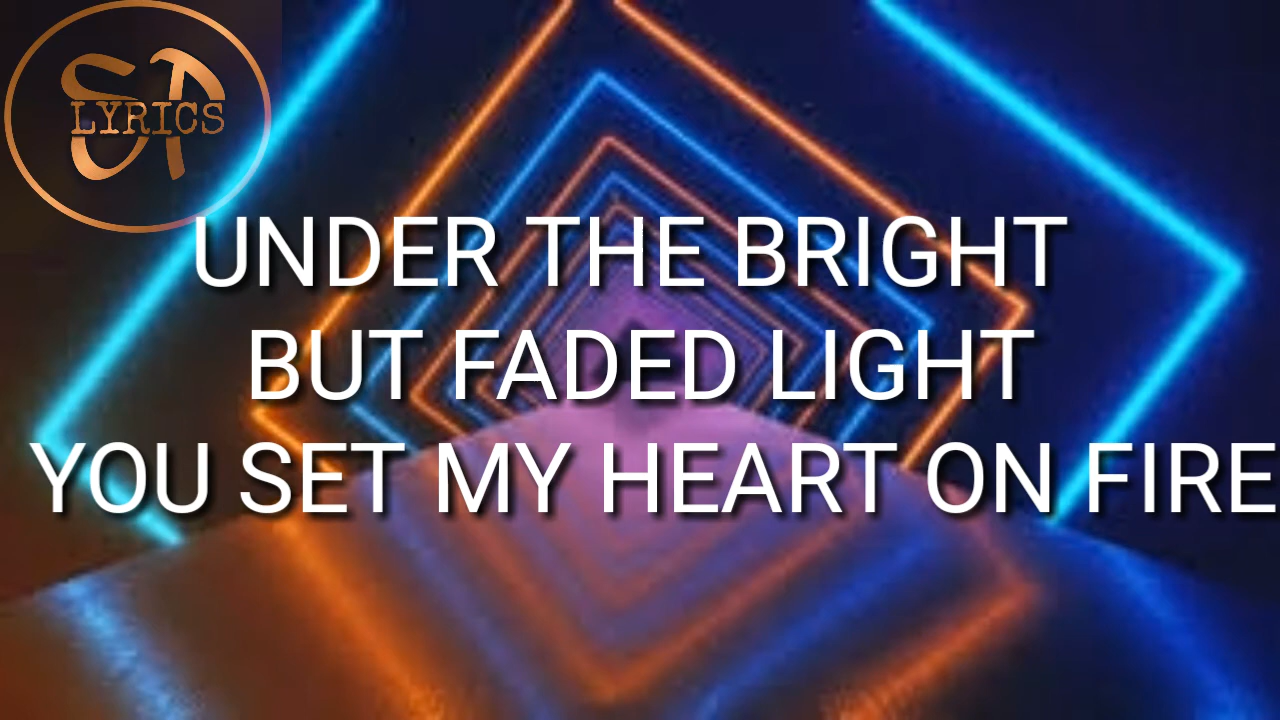 LYRICS
UNDER THE BRIGHT
BUT FADED LIGHT
YOU SET MY HEART ON FIRE